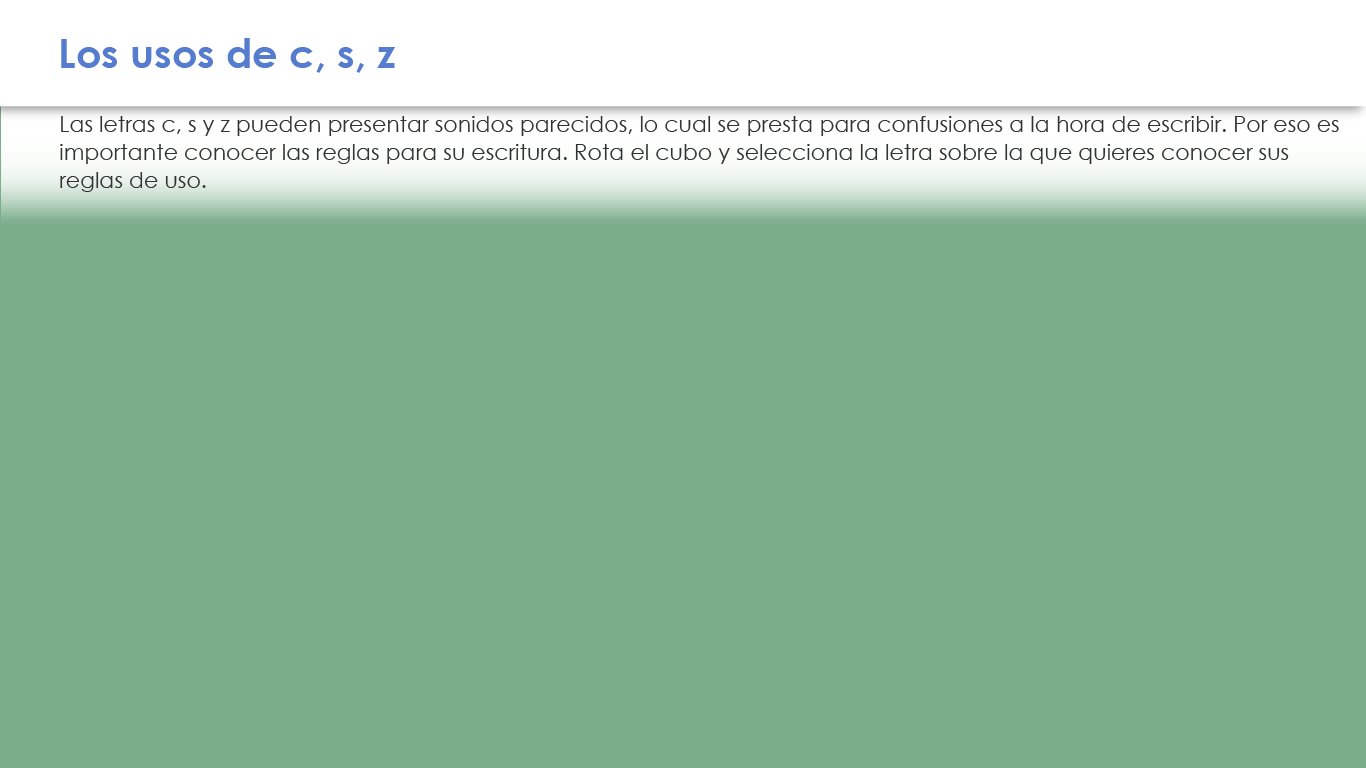 Los usos de c, s, z
Las letras c, s y z pueden presentar sonidos parecidos, lo cual se presta para confusiones a la hora de escribir. Por eso es
importante conocer las reglas para su escritura. Rota el cubo y selecciona la letra sobre la que quieres conocer sus
reglas de uso.